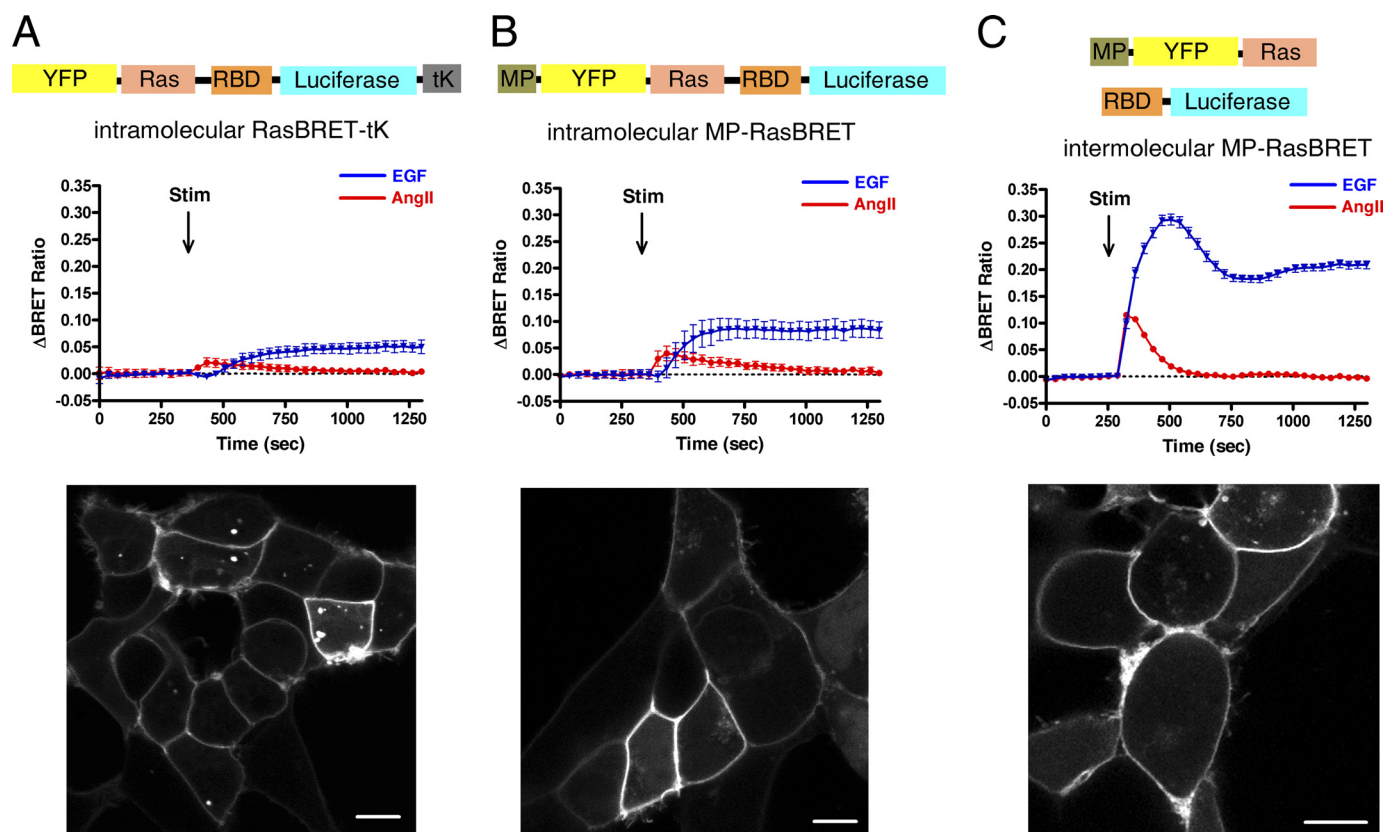 A
YFP Ras RBD Luciferase tK
intramolecular RasBRET-tK
EGF
AngII
Stim
0.35
0.30
0.25
0.20
0.15
0.10
0.05
0.00
-0.05
ΔBRET Ratio
0 250 500 750 1000 1250
Time (sec)
B
MP YFP Ras RBD Luciferase
intramolecular MP-RasBRET
EGF
AngII
Stim
0.35
0.30
0.25
0.20
0.15
0.10
0.05
0.00
-0.05
ΔBRET Ratio
0 250 500 750 1000 1250
Time (sec)
C
MP YFP Ras
RBD Luciferase
intermolecular MP-RasBRET
EGF
AngII
Stim
0.35
0.30
0.25
0.20
0.15
0.10
0.05
0.00
-0.05
ΔBRET Ratio
0 250 500 750 1000 1250
Time (sec)